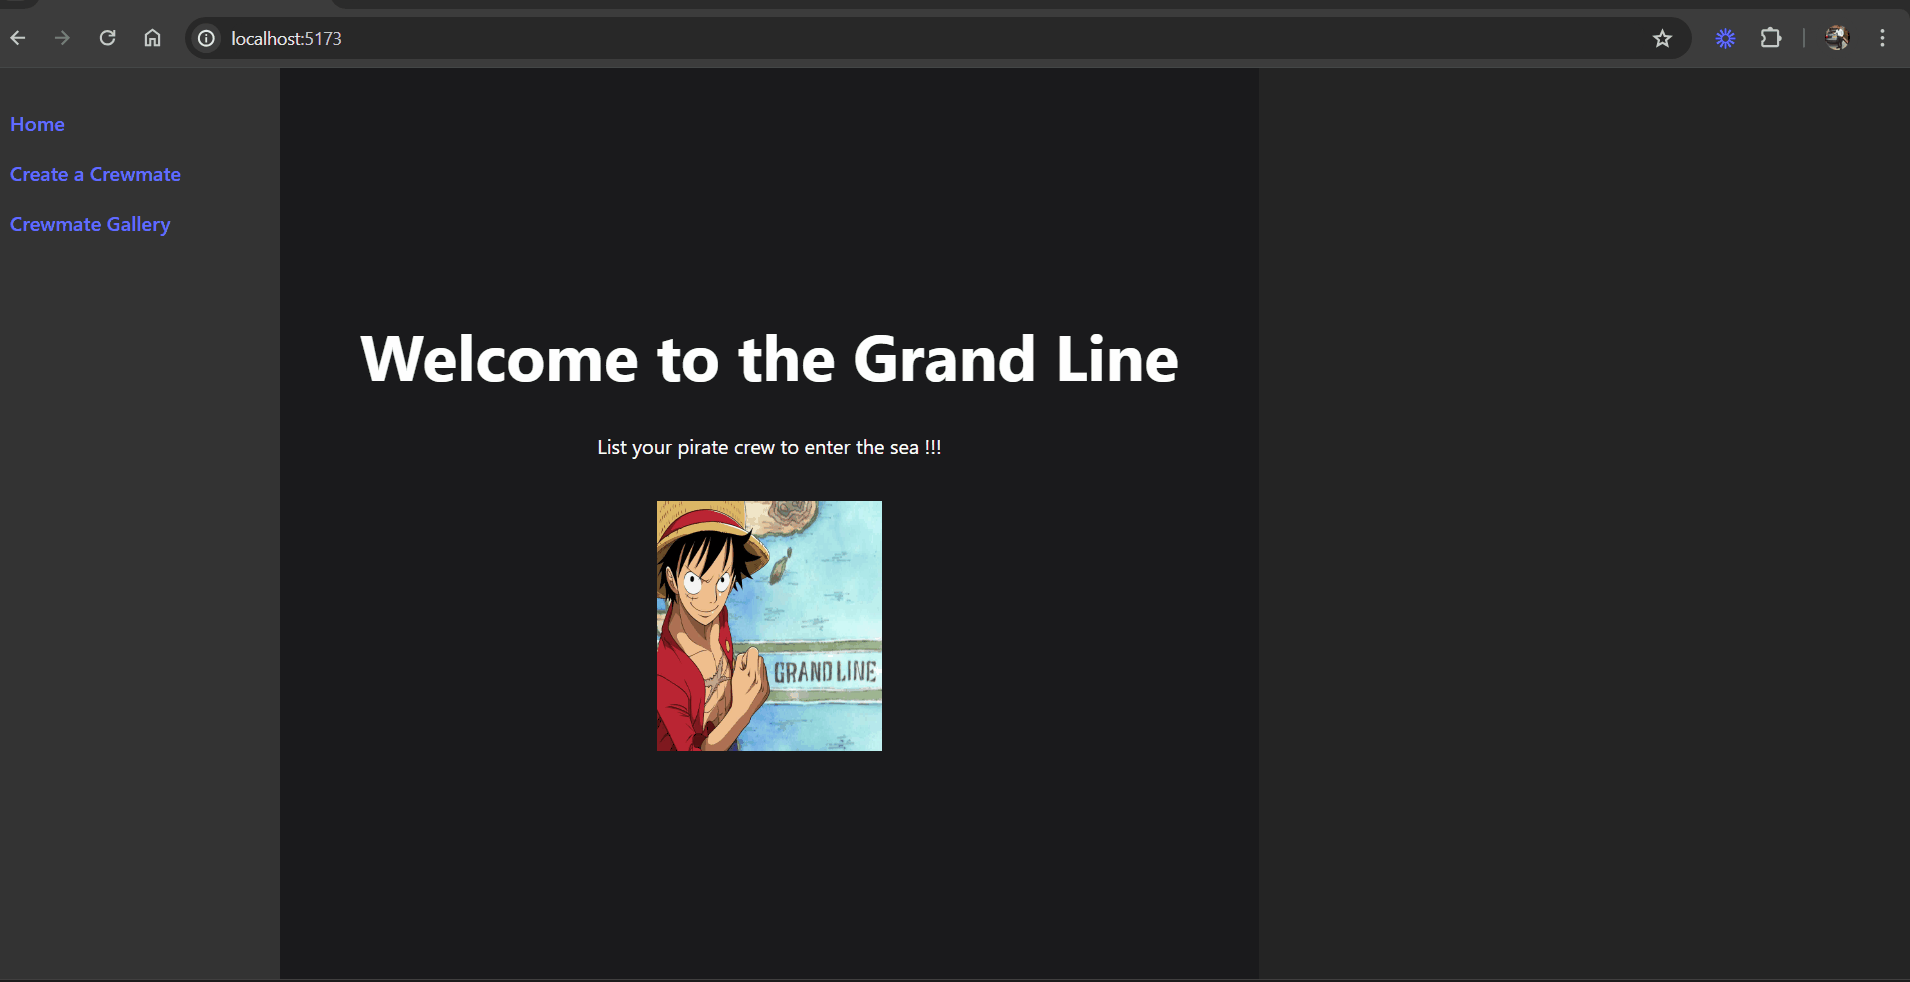 localhost:5173
Home
Create a Crewmate
Crewmate Gallery
Welcome to the Grand Line
List your pirate crew to enter the sea !!!
GRAND LINE